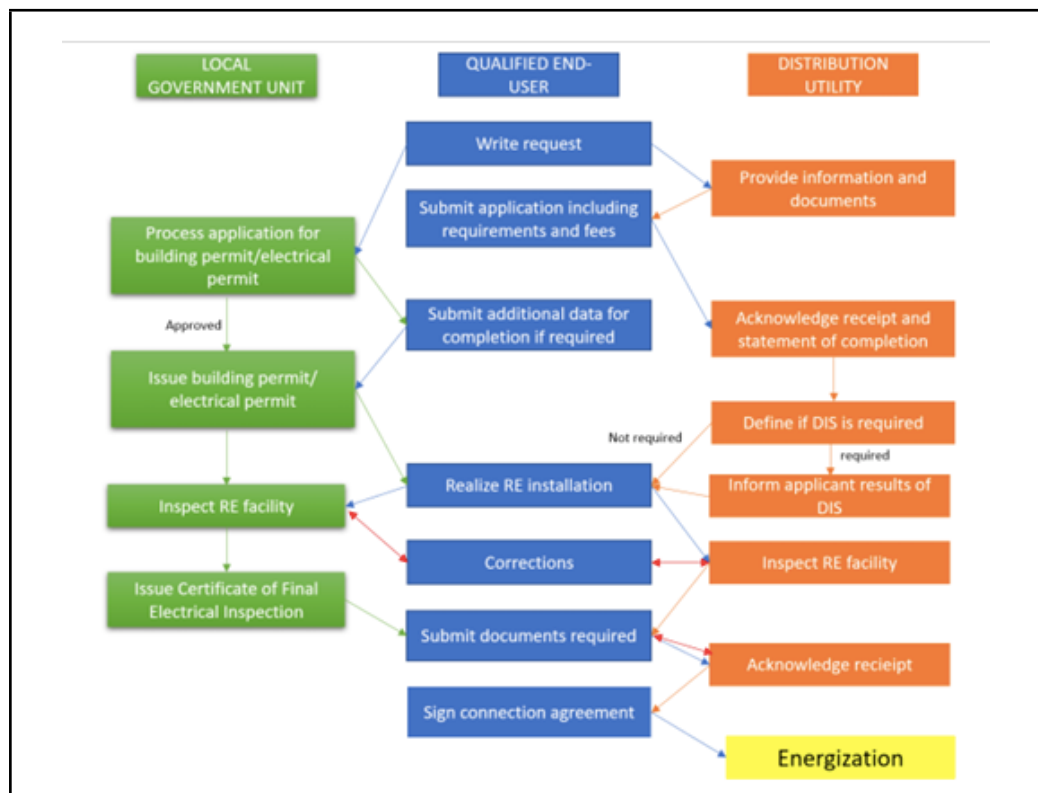 LOCAL
GOVERNMENT UNIT
QUALIFIED END-
USER
DISTRIBUTION
UTILITY
Write request
Provide information and
documents
Submit application including
requirements and fees
Process application for
building permit/electrical
permit
Approved
Submit additional data for
completion if required
Acknowledge receipt and
statement of completion
Issue building permit/
electrical permit
Define if DIS is required
Not required
required
Realize RE installation
Inform applicant results of
DIS
Inspect RE facility
Corrections
Inspect RE facility
Issue Certificate of Final
Electrical Inspection
Submit documents required
Acknowledge recieipt
Sign connection agreement
Energization